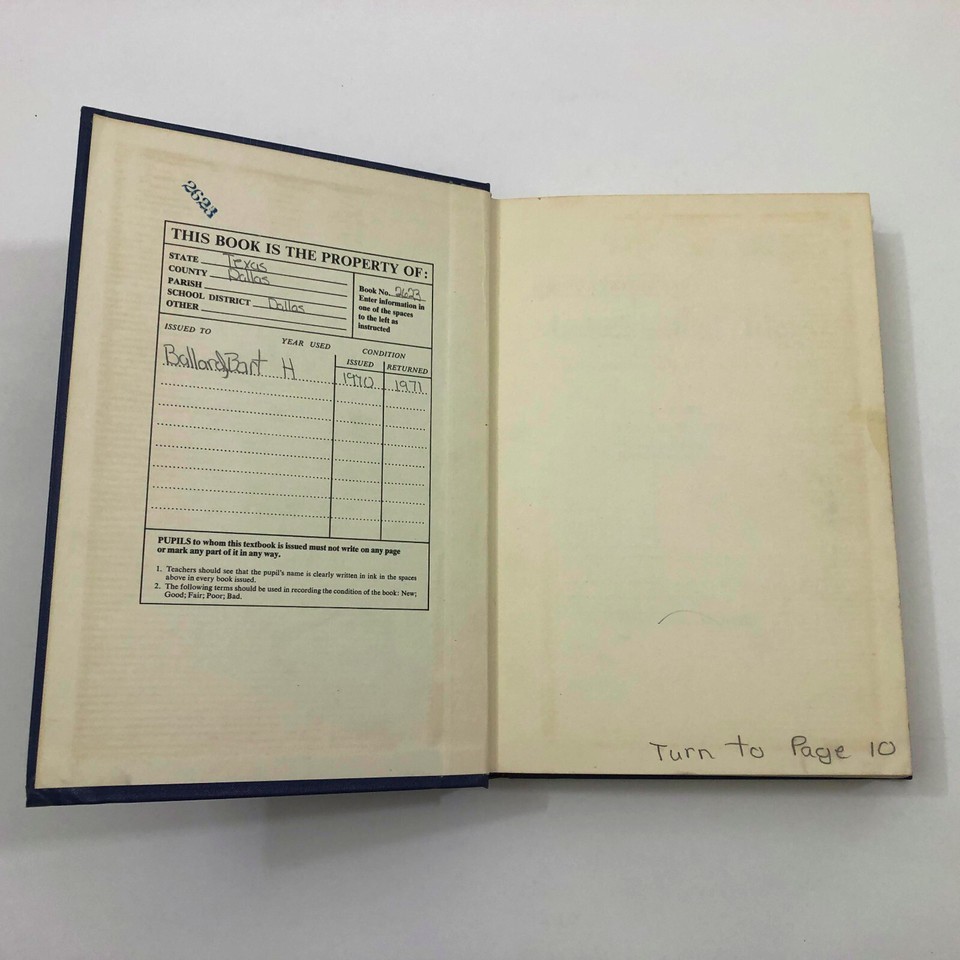 2623
THIS BOOK IS THE PROPERTY OF:
STATE Texas
COUNTY Dallas
PARISH
SCHOOL DISTRICT Dallas
OTHER
Book No. 2623
Enter information in
one of the spaces
to the left as
instructed
ISSUED TO
YEAR USED
CONDITION
ISSUED RETURNED
Ballard, Bart H 1970 1971
PUPILS to whom this textbook is issued must not write on any page
or mark any part of it in any way.
1. Teachers should see that the pupil's name is clearly written in ink in the spaces
above in every book issued.
2. The following terms should be used in recording the condition of the book: New;
Good; Fair; Poor; Bad.
Turn to Page 10